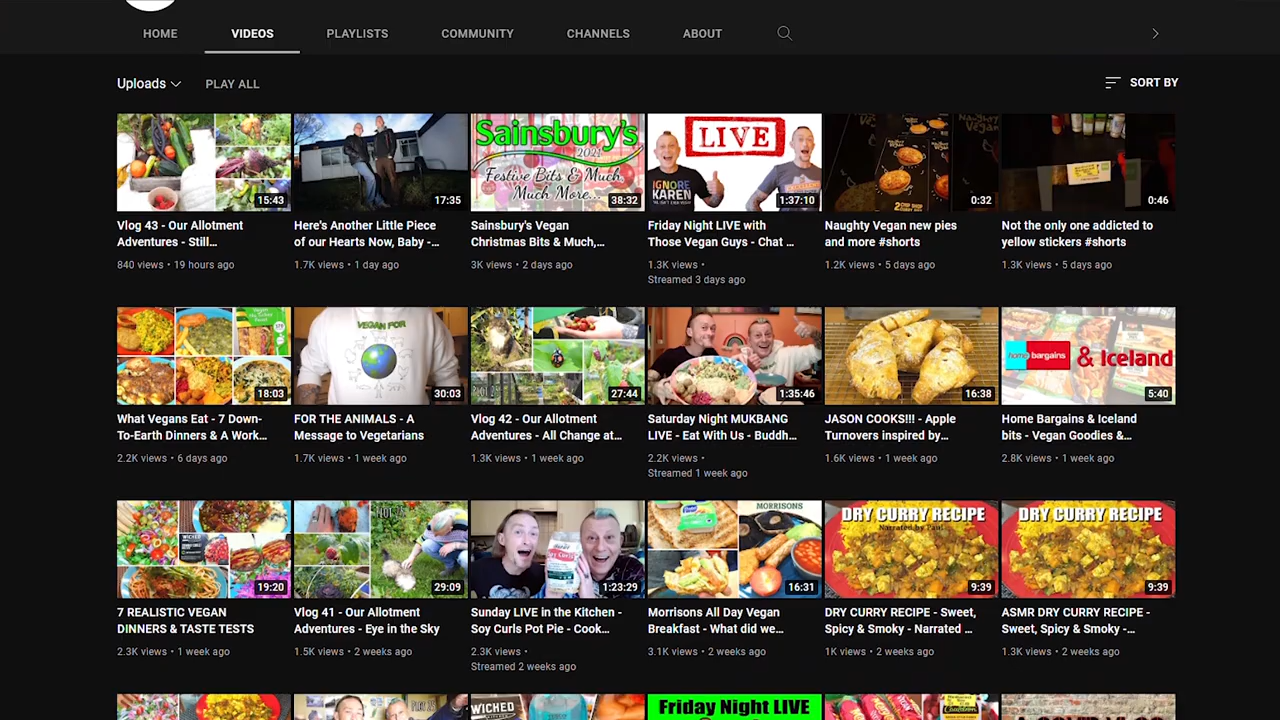 HOME VIDEOS PLAYLISTS COMMUNITY CHANNELS ABOUT
Uploads PLAY ALL SORT BY
Sainsbury's
2021
Festive Bits & Much,
Much More...
LIVE
IGNORE
KAREN
Naughty
Vegan
15:43 17:35 38:32 1:37:10 0:32 0:46
Vlog 43 - Our Allotment
Adventures - Still...
840 views • 19 hours ago
Here's Another Little Piece
of our Hearts Now, Baby -...
1.7K views • 1 day ago
Sainsbury's Vegan
Christmas Bits & Much,...
3K views • 2 days ago
Friday Night LIVE with
Those Vegan Guys - Chat ...
1.3K views •
Streamed 3 days ago
Naughty Vegan new pies
and more #shorts
1.2K views • 5 days ago
Not the only one addicted to
yellow stickers #shorts
1.3K views • 5 days ago
VEGAN FOR
home bargains & Iceland
18:03 30:03 27:44 1:35:46 16:38 5:40
What Vegans Eat - 7 Down-
To-Earth Dinners & A Work...
2.2K views • 6 days ago
FOR THE ANIMALS - A
Message to Vegetarians
1.7K views • 1 week ago
Vlog 42 - Our Allotment
Adventures - All Change at...
1.3K views • 1 week ago
Saturday Night MUKBANG
LIVE - Eat With Us - Buddh...
2.2K views •
Streamed 1 week ago
JASON COOKS!!! - Apple
Turnovers inspired by...
1.6K views • 1 week ago
Home Bargains & Iceland
bits - Vegan Goodies &...
2.8K views • 1 week ago
WICKED
MORRISONS
DRY CURRY RECIPE
Narrated by Paul...
DRY CURRY RECIPE
19:20 29:09 1:23:29 16:31 9:39 9:39
7 REALISTIC VEGAN
DINNERS & TASTE TESTS
2.3K views • 1 week ago
Vlog 41 - Our Allotment
Adventures - Eye in the Sky
1.5K views • 2 weeks ago
Sunday LIVE in the Kitchen -
Soy Curls Pot Pie - Cook...
2.3K views •
Streamed 2 weeks ago
Morrisons All Day Vegan
Breakfast - What did we...
3.1K views • 2 weeks ago
DRY CURRY RECIPE - Sweet,
Spicy & Smoky - Narrated ...
1K views • 2 weeks ago
ASMR DRY CURRY RECIPE -
Sweet, Spicy & Smoky -...
1.3K views • 2 weeks ago
WICKED
Friday Night LIVE
Cauldron